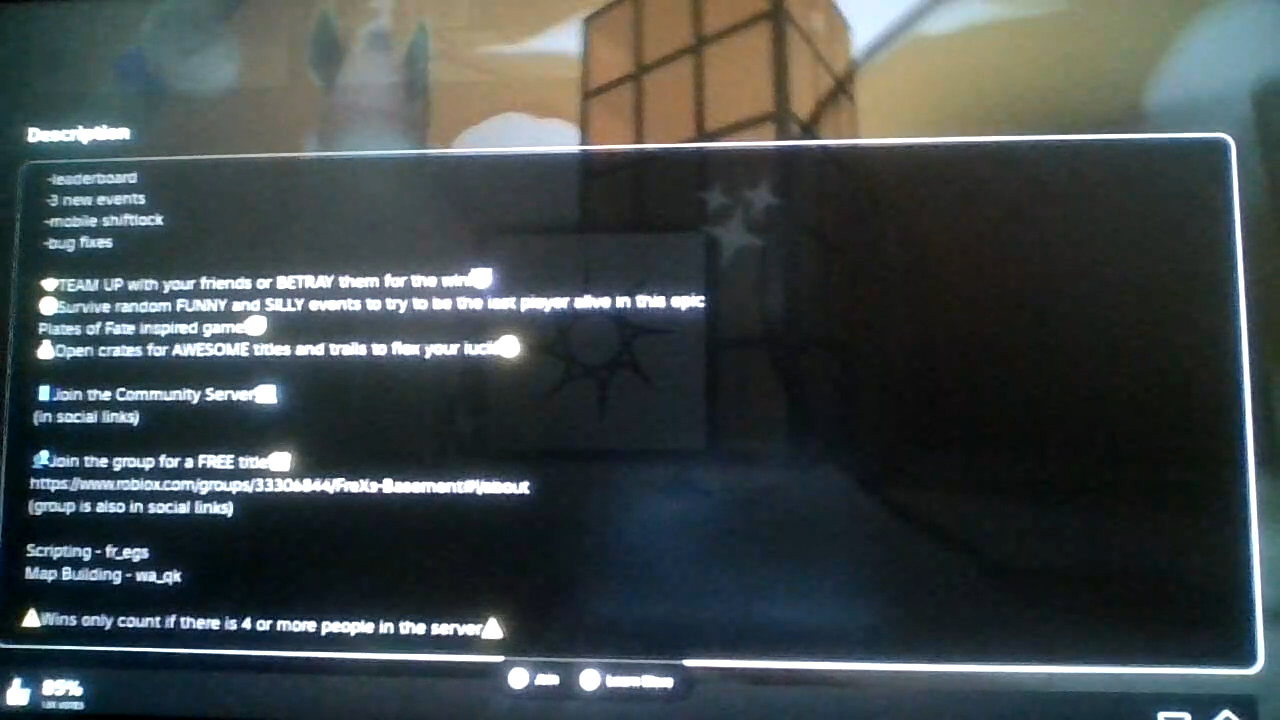 Description
-leaderboard
-3 new events
-mobile shiftlock
-bug fixes
TEAM UP with your friends or BETRAY them for the win
Survive random FUNNY and SILLY events to try to be the last player alive in this epic
Plates of Fate inspired game
Open crates for AWESOME titles and trails to flex your luck
Join the Community Server
(in social links)
Join the group for a FREE title
https://www.roblox.com/groups/33306844/FreXs-Basement#!/about
(group is also in social links)
Scripting - fr_egs
Map Building - wa_qk
⚠Wins only count if there is 4 or more people in the server⚠
Join Learn More
85%